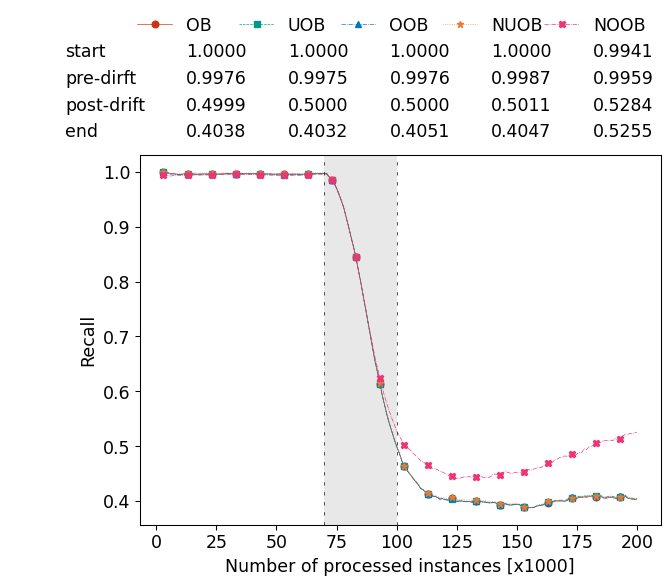 OB UOB OOB NUOB NOOB
start 1.0000 1.0000 1.0000 1.0000 0.9941
pre-dirft 0.9976 0.9975 0.9976 0.9987 0.9959
post-drift 0.4999 0.5000 0.5000 0.5011 0.5284
end 0.4038 0.4032 0.4051 0.4047 0.5255
1.0
0.9
0.8
0.7
0.6
0.5
0.4
Recall
0 25 50 75 100 125 150 175 200
Number of processed instances [x1000]